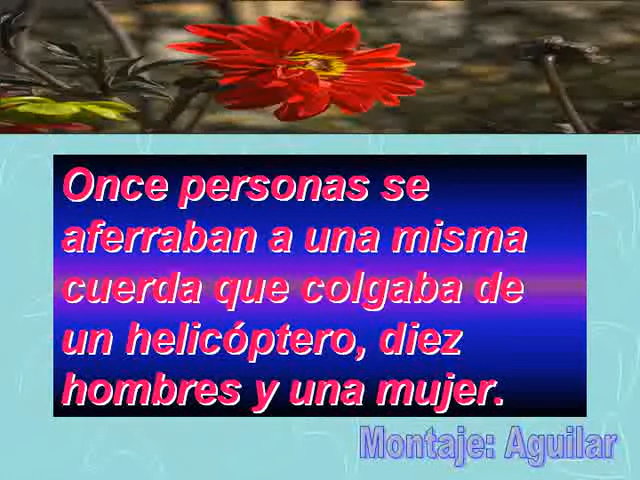 Once personas se
aferraban a una misma
cuerda que colgaba de
un helicóptero, diez
hombres y una mujer.
Montaje: Aguilar